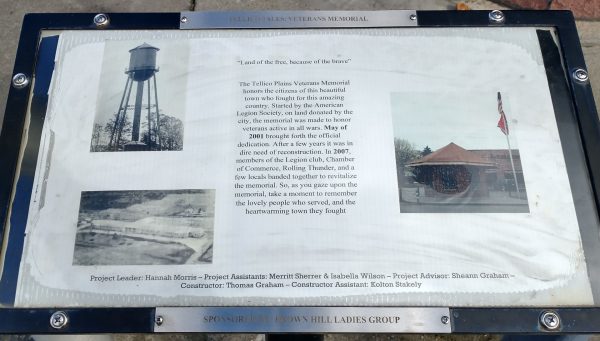 TELLICO TALES: VETERANS MEMORIAL
"Land of the free, because of the brave"
The Tellico Plains Veterans Memorial
honors the citizens of this beautiful
town who fought for this amazing
country. Started by the American
Legion Society, on land donated by the
city, the memorial was made to honor
veterans active in all wars. May of
2001 brought forth the official
dedication. After a few years it was in
dire need of reconstruction. In 2007,
members of the Legion club, Chamber
of Commerce, Rolling Thunder, and a
few locals banded together to revitalize
the memorial. So, as you gaze upon the
memorial, take a moment to remember
the lovely people who served, and the
heartwarming town they fought
Project Leader: Hannah Morris – Project Assistants: Merritt Sherrer & Isabella Wilson – Project Advisor: Sheann Graham –
Constructor: Thomas Graham – Constructor Assistant: Kolton Stakely
SPONSORED HILL LADIES GROUP